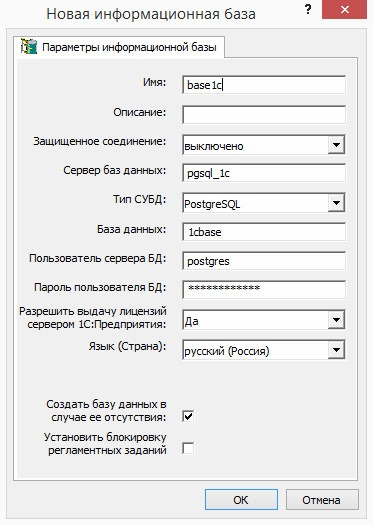 Новая информационная база ? X
Параметры информационной базы
Имя: base1c
Описание:
Защищенное соединение: выключено
Сервер баз данных: pgsql_1c
Тип СУБД: PostgreSQL
База данных: 1cbase
Пользователь сервера БД: postgres
Пароль пользователя БД: ************
Разрешить выдачу лицензий
сервером 1С:Предприятия: Да
Язык (Страна): русский (Россия)
Создать базу данных в
случае ее отсутствия:
Установить блокировку
регламентных заданий
OK Отмена